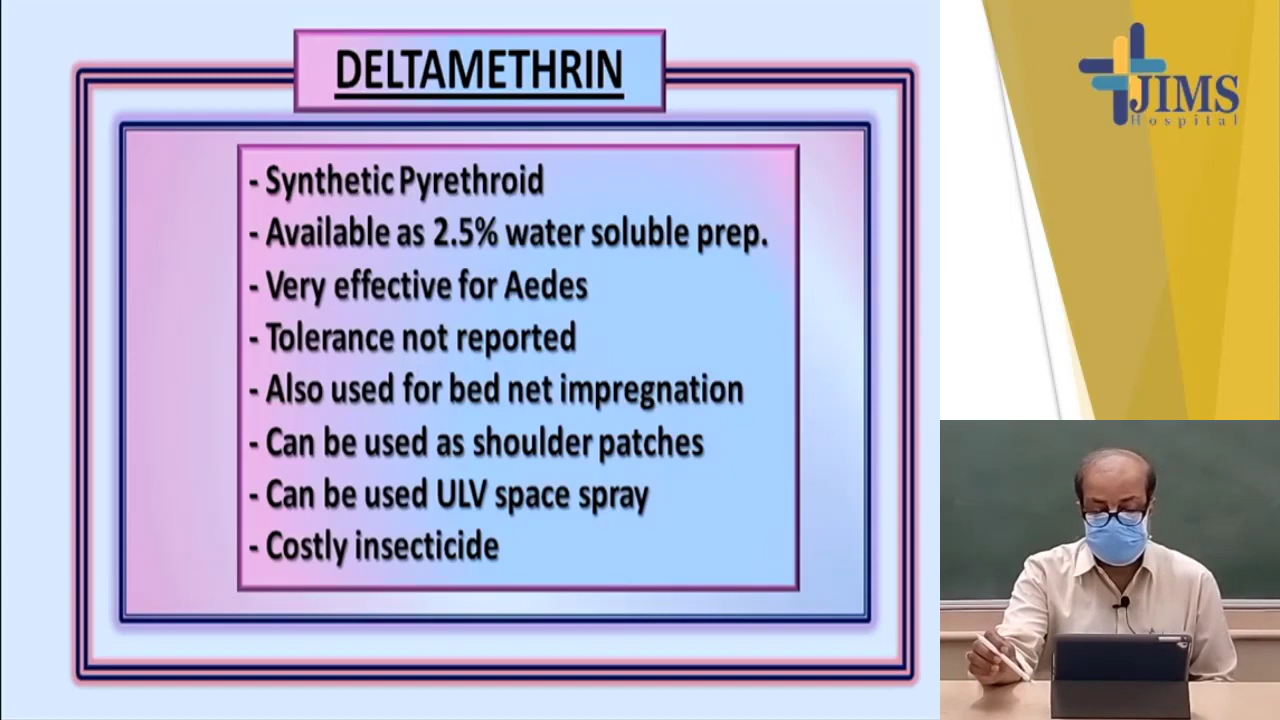 DELTAMETHRIN
- Synthetic Pyrethroid
- Available as 2.5% water soluble prep.
- Very effective for Aedes
- Tolerance not reported
- Also used for bed net impregnation
- Can be used as shoulder patches
- Can be used ULV space spray
- Costly insecticide
JIMS
Hospital